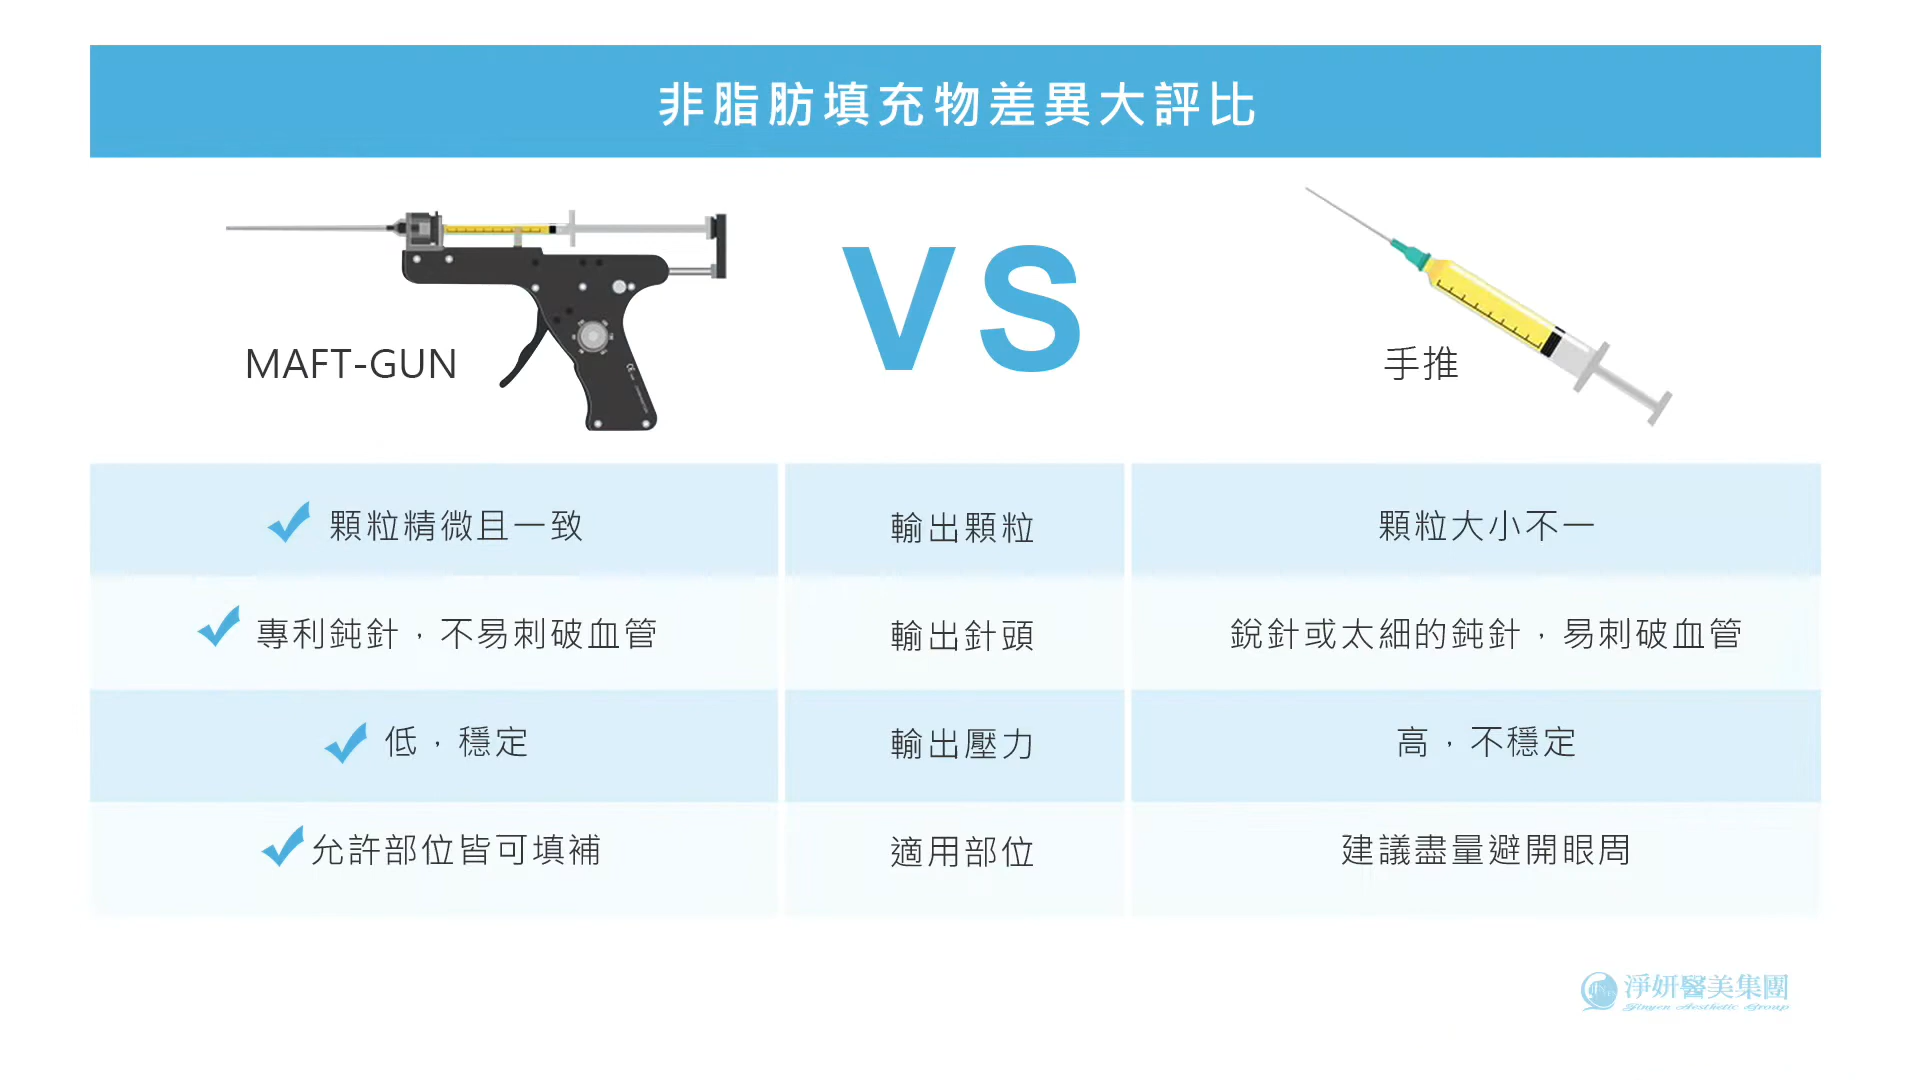 非脂肪填充物差異大評比
MAFT-GUN
VS
手推
顆粒精微且一致
輸出顆粒
顆粒大小不一
專利鈍針，不易刺破血管
輸出針頭
銳針或太細的鈍針，易刺破血管
低，穩定
輸出壓力
高，不穩定
允許部位皆可填補
適用部位
建議盡量避開眼周
淨妍醫美集團
Jinyen Aesthetic Group